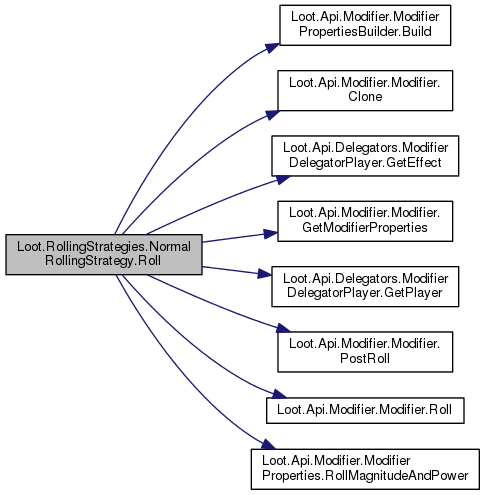 Loot.Api.Modifier.Modifier
PropertiesBuilder.Build
Loot.Api.Modifier.Modifier.
Clone
Loot.Api.Delegators.Modifier
DelegatorPlayer.GetEffect
Loot.RollingStrategies.Normal
RollingStrategy.Roll
Loot.Api.Modifier.Modifier.
GetModifierProperties
Loot.Api.Delegators.Modifier
DelegatorPlayer.GetPlayer
Loot.Api.Modifier.Modifier.
PostRoll
Loot.Api.Modifier.Modifier.Roll
Loot.Api.Modifier.Modifier
Properties.RollMagnitudeAndPower